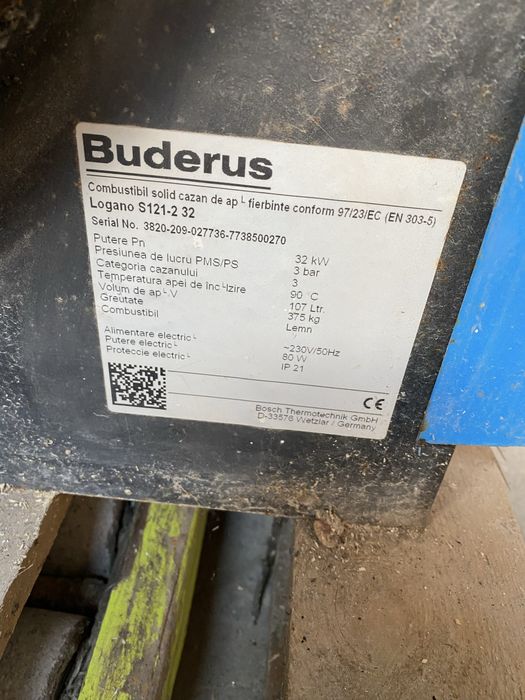 Buderus
Combustibil solid cazan de ap└ fierbinte conform 97/23/EC (EN 303-5)
Logano S121-2 32
Serial No. 3820-209-027736-7738500270
Putere Pn 32 kW
Presiunea de lucru PMS/PS 3 bar
Categoria cazanului 3
Temperatura apei de înc└lzire 90 °C
Volum de ap└ V 107 Ltr.
Greutate 375 kg
Combustibil Lemn
Alimentare electric└ ~230V/50Hz
Putere electric└ 80 W
Proteccie electric└ IP 21
CE
Bosch Thermotechnik GmbH
D-33576 Wetzlar / Germany